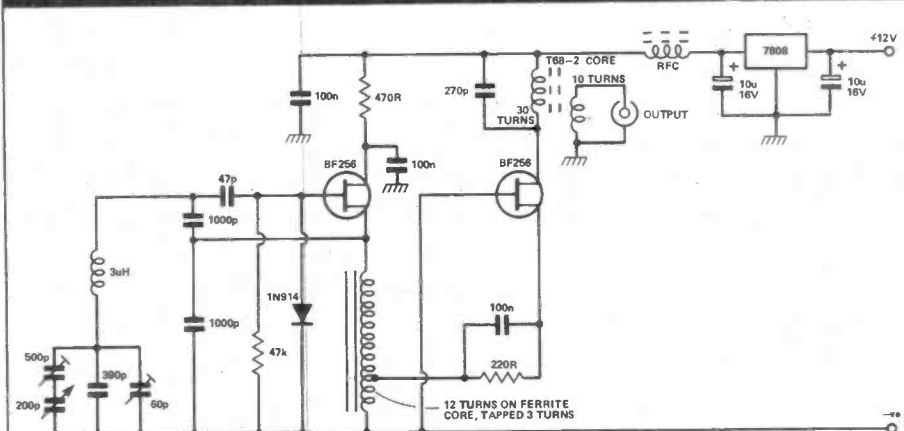 +12V
7808
T68-2 CORE
RFC
10 TURNS
+
10u
16V
+
10u
16V
100n
470R
270p
30
TURNS
OUTPUT
BF256
100n
BF256
47p
1000p
3uH
1N914
100n
1000p
47k
220R
500p
390p
200p
60p
12 TURNS ON FERRITE
CORE, TAPPED 3 TURNS
-ve